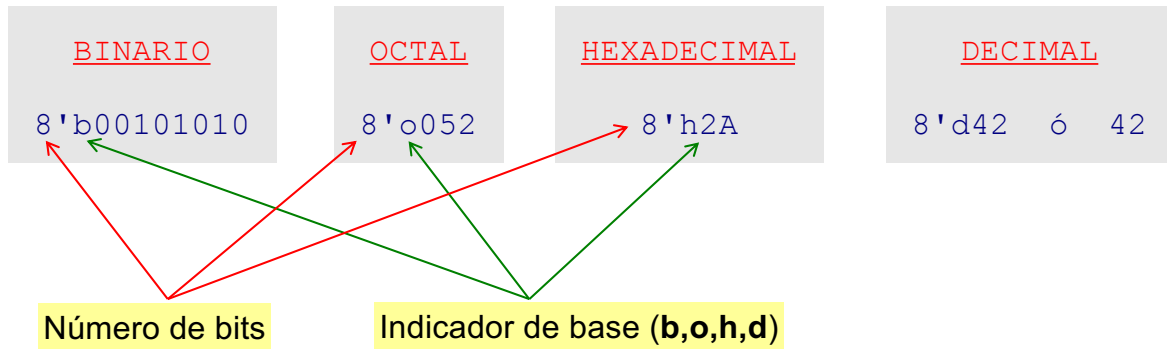 BINARIO
8'b00101010
OCTAL
8'o052
HEXADECIMAL
8'h2A
DECIMAL
8'd42 ó 42
Número de bits
Indicador de base (b,o,h,d)